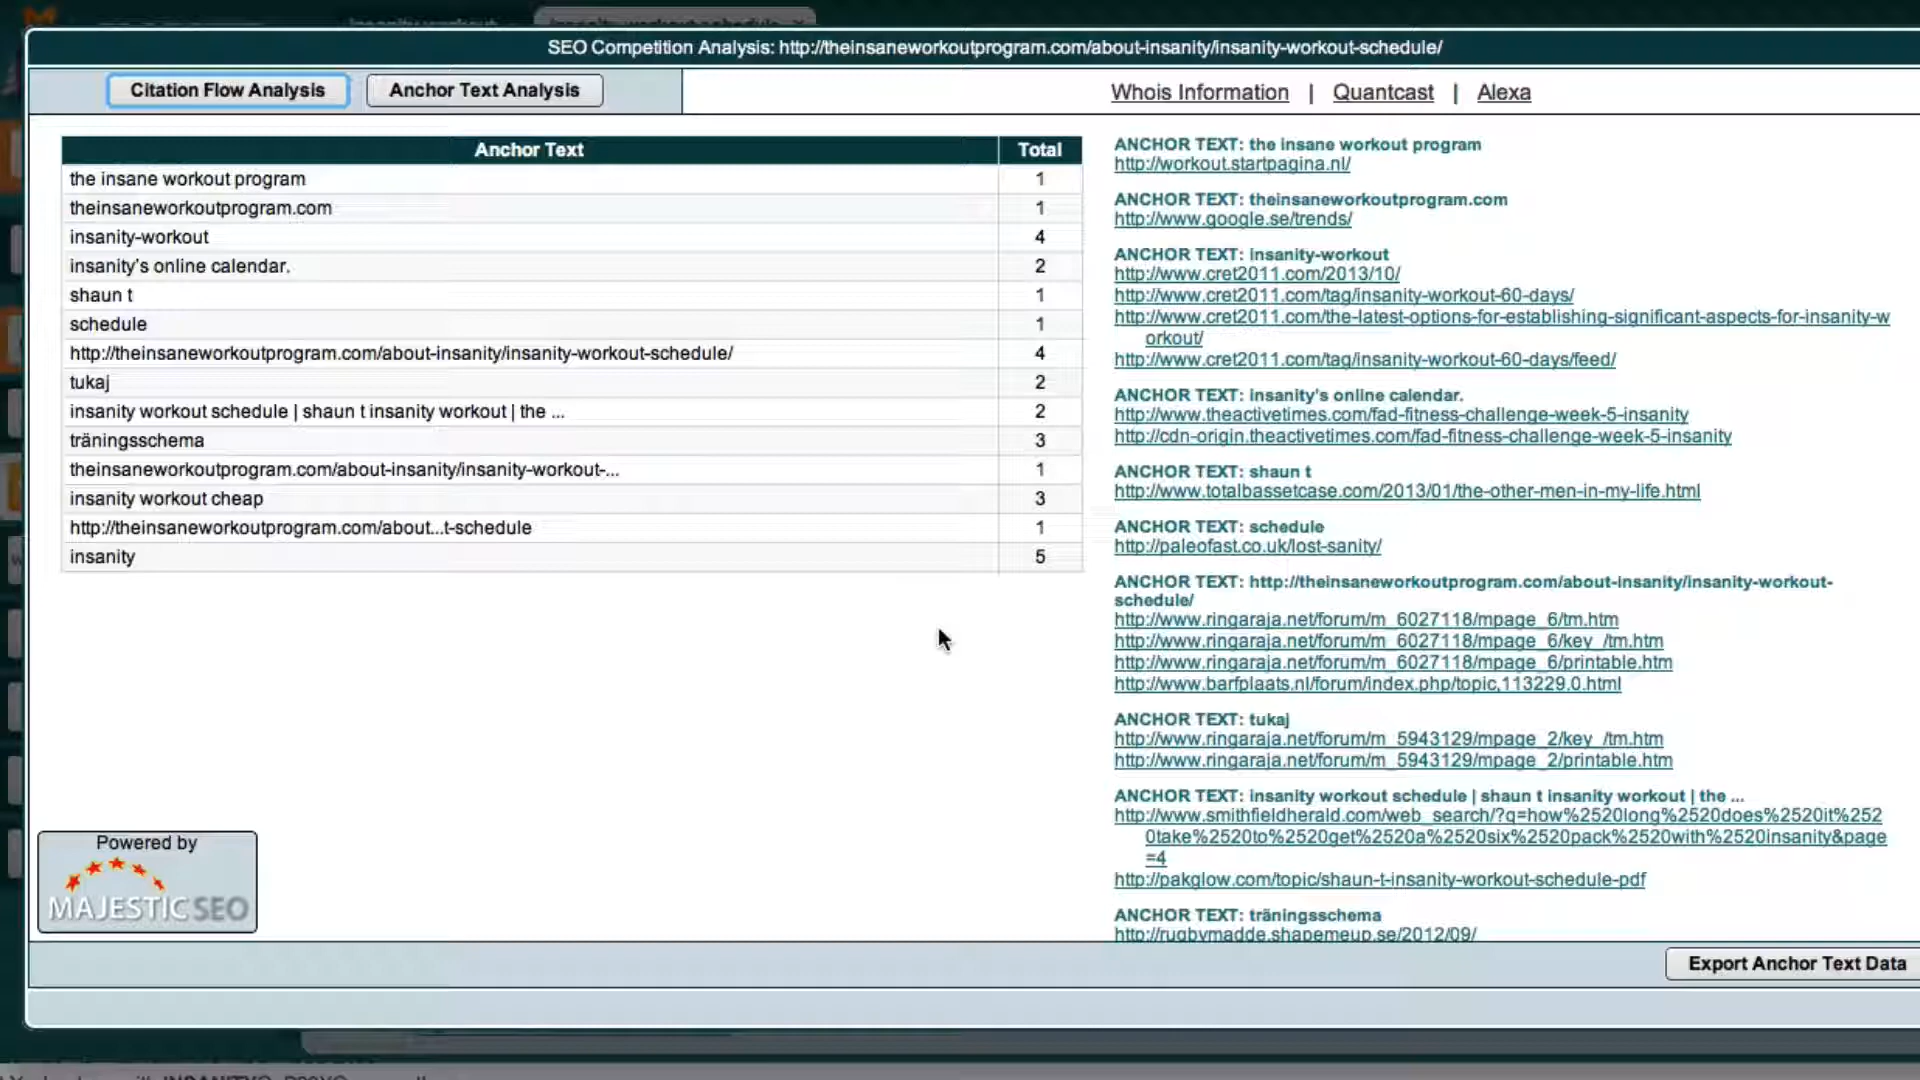 SEO Competition Analysis: http://theinsaneworkoutprogram.com/about-insanity/insanity-workout-schedule/
Citation Flow Analysis
Anchor Text Analysis
Whois Information | Quantcast | Alexa
Anchor Text Total
the insane workout program 1
theinsaneworkoutprogram.com 1
insanity-workout 4
insanity's online calendar. 2
shaun t 1
schedule 1
http://theinsaneworkoutprogram.com/about-insanity/insanity-workout-schedule/ 4
tukaj 2
insanity workout schedule | shaun t insanity workout | the ... 2
träningsschema 3
theinsaneworkoutprogram.com/about-insanity/insanity-workout-... 1
insanity workout cheap 3
http://theinsaneworkoutprogram.com/about...t-schedule 1
insanity 5
ANCHOR TEXT: the insane workout program
http://workout.startpagina.nl/
ANCHOR TEXT: theinsaneworkoutprogram.com
http://www.google.se/trends/
ANCHOR TEXT: insanity-workout
http://www.cret2011.com/2013/10/
http://www.cret2011.com/tag/insanity-workout-60-days/
http://www.cret2011.com/the-latest-options-for-establishing-significant-aspects-for-insanity-w
orkout/
http://www.cret2011.com/tag/insanity-workout-60-days/feed/
ANCHOR TEXT: insanity's online calendar.
http://www.theactivetimes.com/fad-fitness-challenge-week-5-insanity
http://cdn-origin.theactivetimes.com/fad-fitness-challenge-week-5-insanity
ANCHOR TEXT: shaun t
http://www.totalbassetcase.com/2013/01/the-other-men-in-my-life.html
ANCHOR TEXT: schedule
http://paleofast.co.uk/lost-sanity/
ANCHOR TEXT: http://theinsaneworkoutprogram.com/about-insanity/insanity-workout-
schedule/
http://www.ringaraja.net/forum/m_6027118/mpage_6/tm.htm
http://www.ringaraja.net/forum/m_6027118/mpage_6/key_/tm.htm
http://www.ringaraja.net/forum/m_6027118/mpage_6/printable.htm
http://www.barfplaats.nl/forum/index.php/topic,113229.0.html
ANCHOR TEXT: tukaj
http://www.ringaraja.net/forum/m_5943129/mpage_2/key_/tm.htm
http://www.ringaraja.net/forum/m_5943129/mpage_2/printable.htm
ANCHOR TEXT: insanity workout schedule | shaun t insanity workout | the ...
http://www.smithfieldherald.com/web_search/?q=how%2520long%2520does%2520it%252
0take%2520to%2520get%2520a%2520six%2520pack%2520with%2520insanity&page
=4
http://pakglow.com/topic/shaun-t-insanity-workout-schedule-pdf
ANCHOR TEXT: träningsschema
http://rugbymadde.shapemeup.se/2012/09/
Powered by
MAJESTIC SEO
Export Anchor Text Data